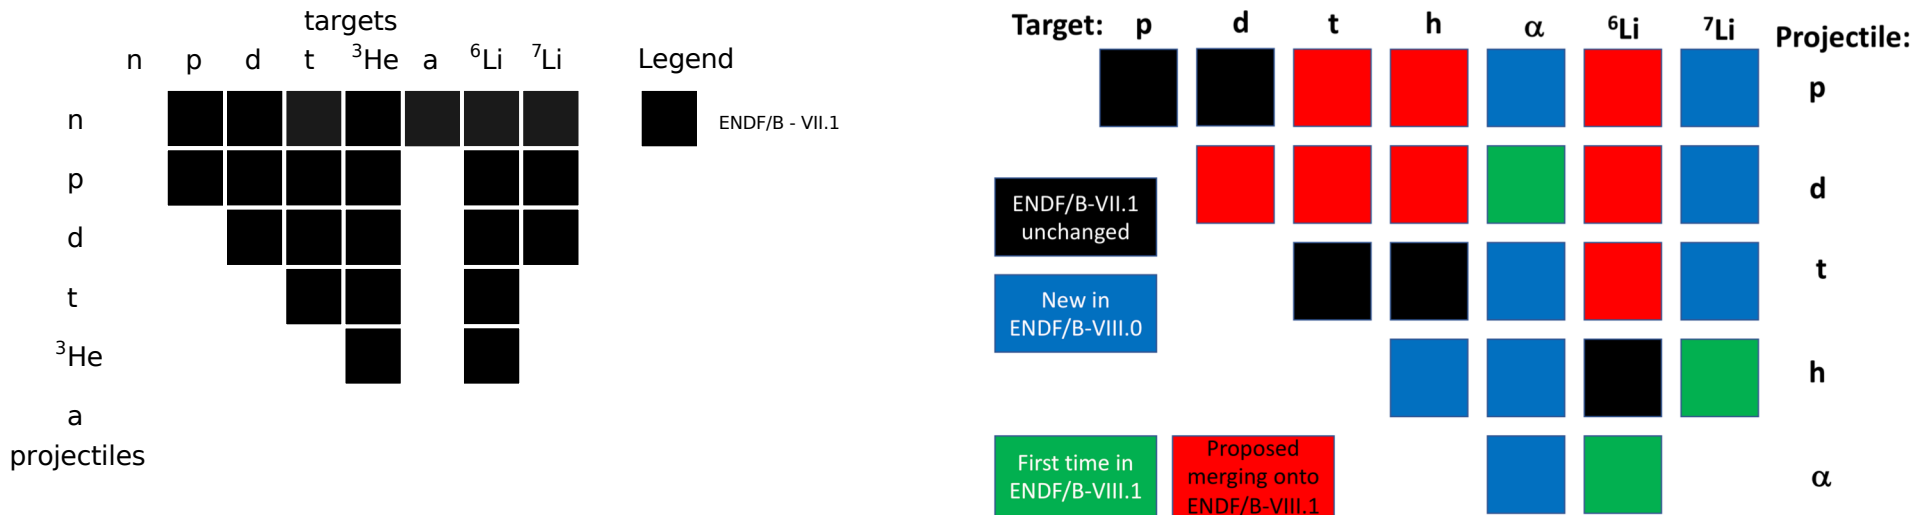 targets
n p d t ³He a ⁶Li ⁷Li
Legend
n
ENDF/B - VII.1
p
d
t
³He
a
projectiles
Target: p d t h α ⁶Li ⁷Li Projectile:
p
d
ENDF/B-VII.1
unchanged
t
New in
ENDF/B-VIII.0
h
First time in
ENDF/B-VIII.1
Proposed
merging onto
ENDF/B-VIII.1
α